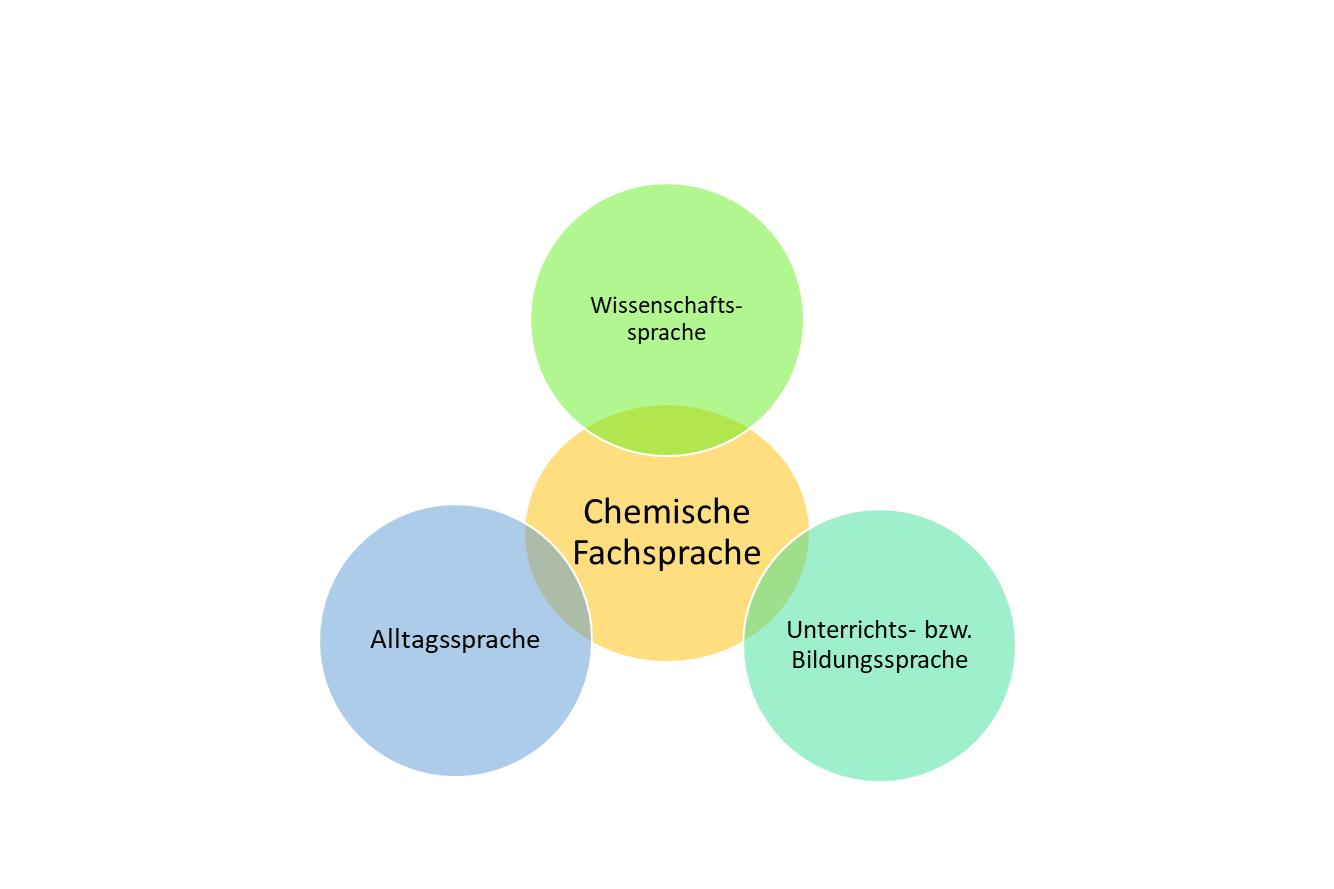 Wissenschafts-
sprache
Chemische
Fachsprache
Alltagssprache
Unterrichts- bzw.
Bildungssprache